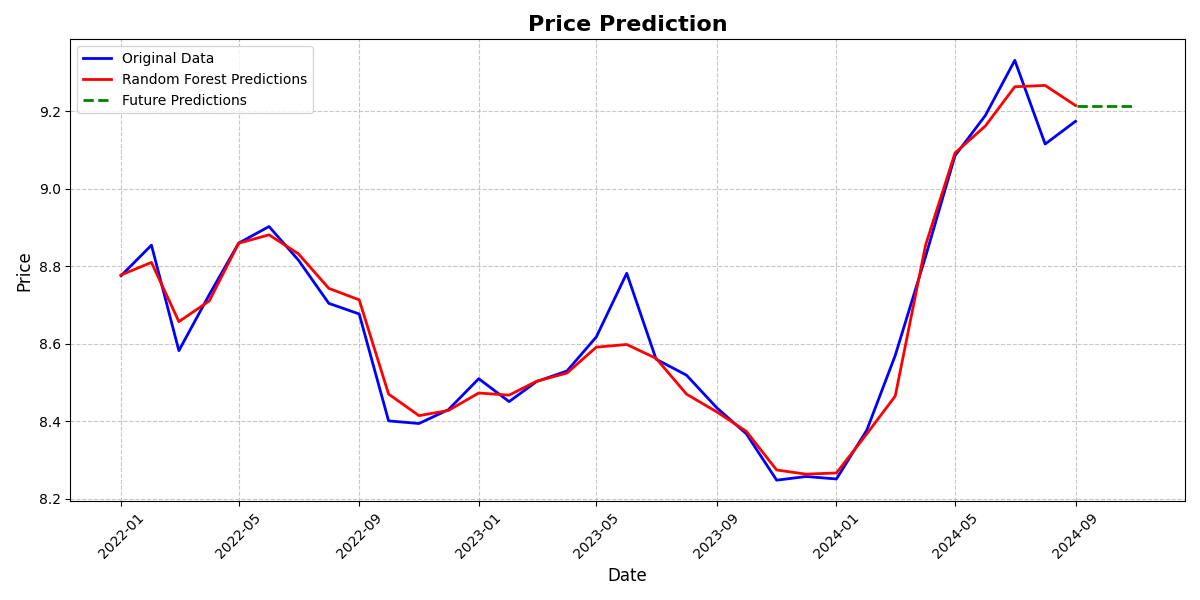 Price Prediction
Original Data
Random Forest Predictions
Future Predictions
Price
9.2
9.0
8.8
8.6
8.4
8.2
2022-01
2022-05
2022-09
2023-01
2023-05
2023-09
2024-01
2024-05
2024-09
Date